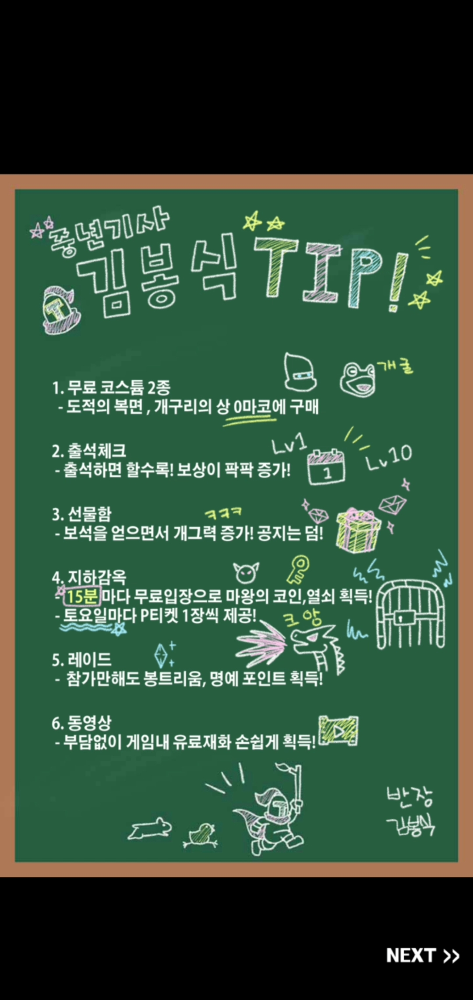 중년기사
김봉식 TIP!
개굴
1. 무료 코스튬 2종
- 도적의 복면 , 개구리의 상 0마코에 구매
Lv1
1
Lv10
2. 출석체크
- 출석하면 할수록! 보상이 팍팍 증가!
3. 선물함
ㅋㅋㅋ
- 보석을 얻으면서 개그력 증가! 공지는 덤!
4. 지하감옥
- 15분 마다 무료입장으로 마왕의 코인,열쇠 획득!
- 토요일마다 P티켓 1장씩 제공!
크앙
5. 레이드
- 참가만해도 봉트리움, 명예 포인트 획득!
6. 동영상
- 부담없이 게임내 유료재화 손쉽게 획득!
반장
김봉식
NEXT >>